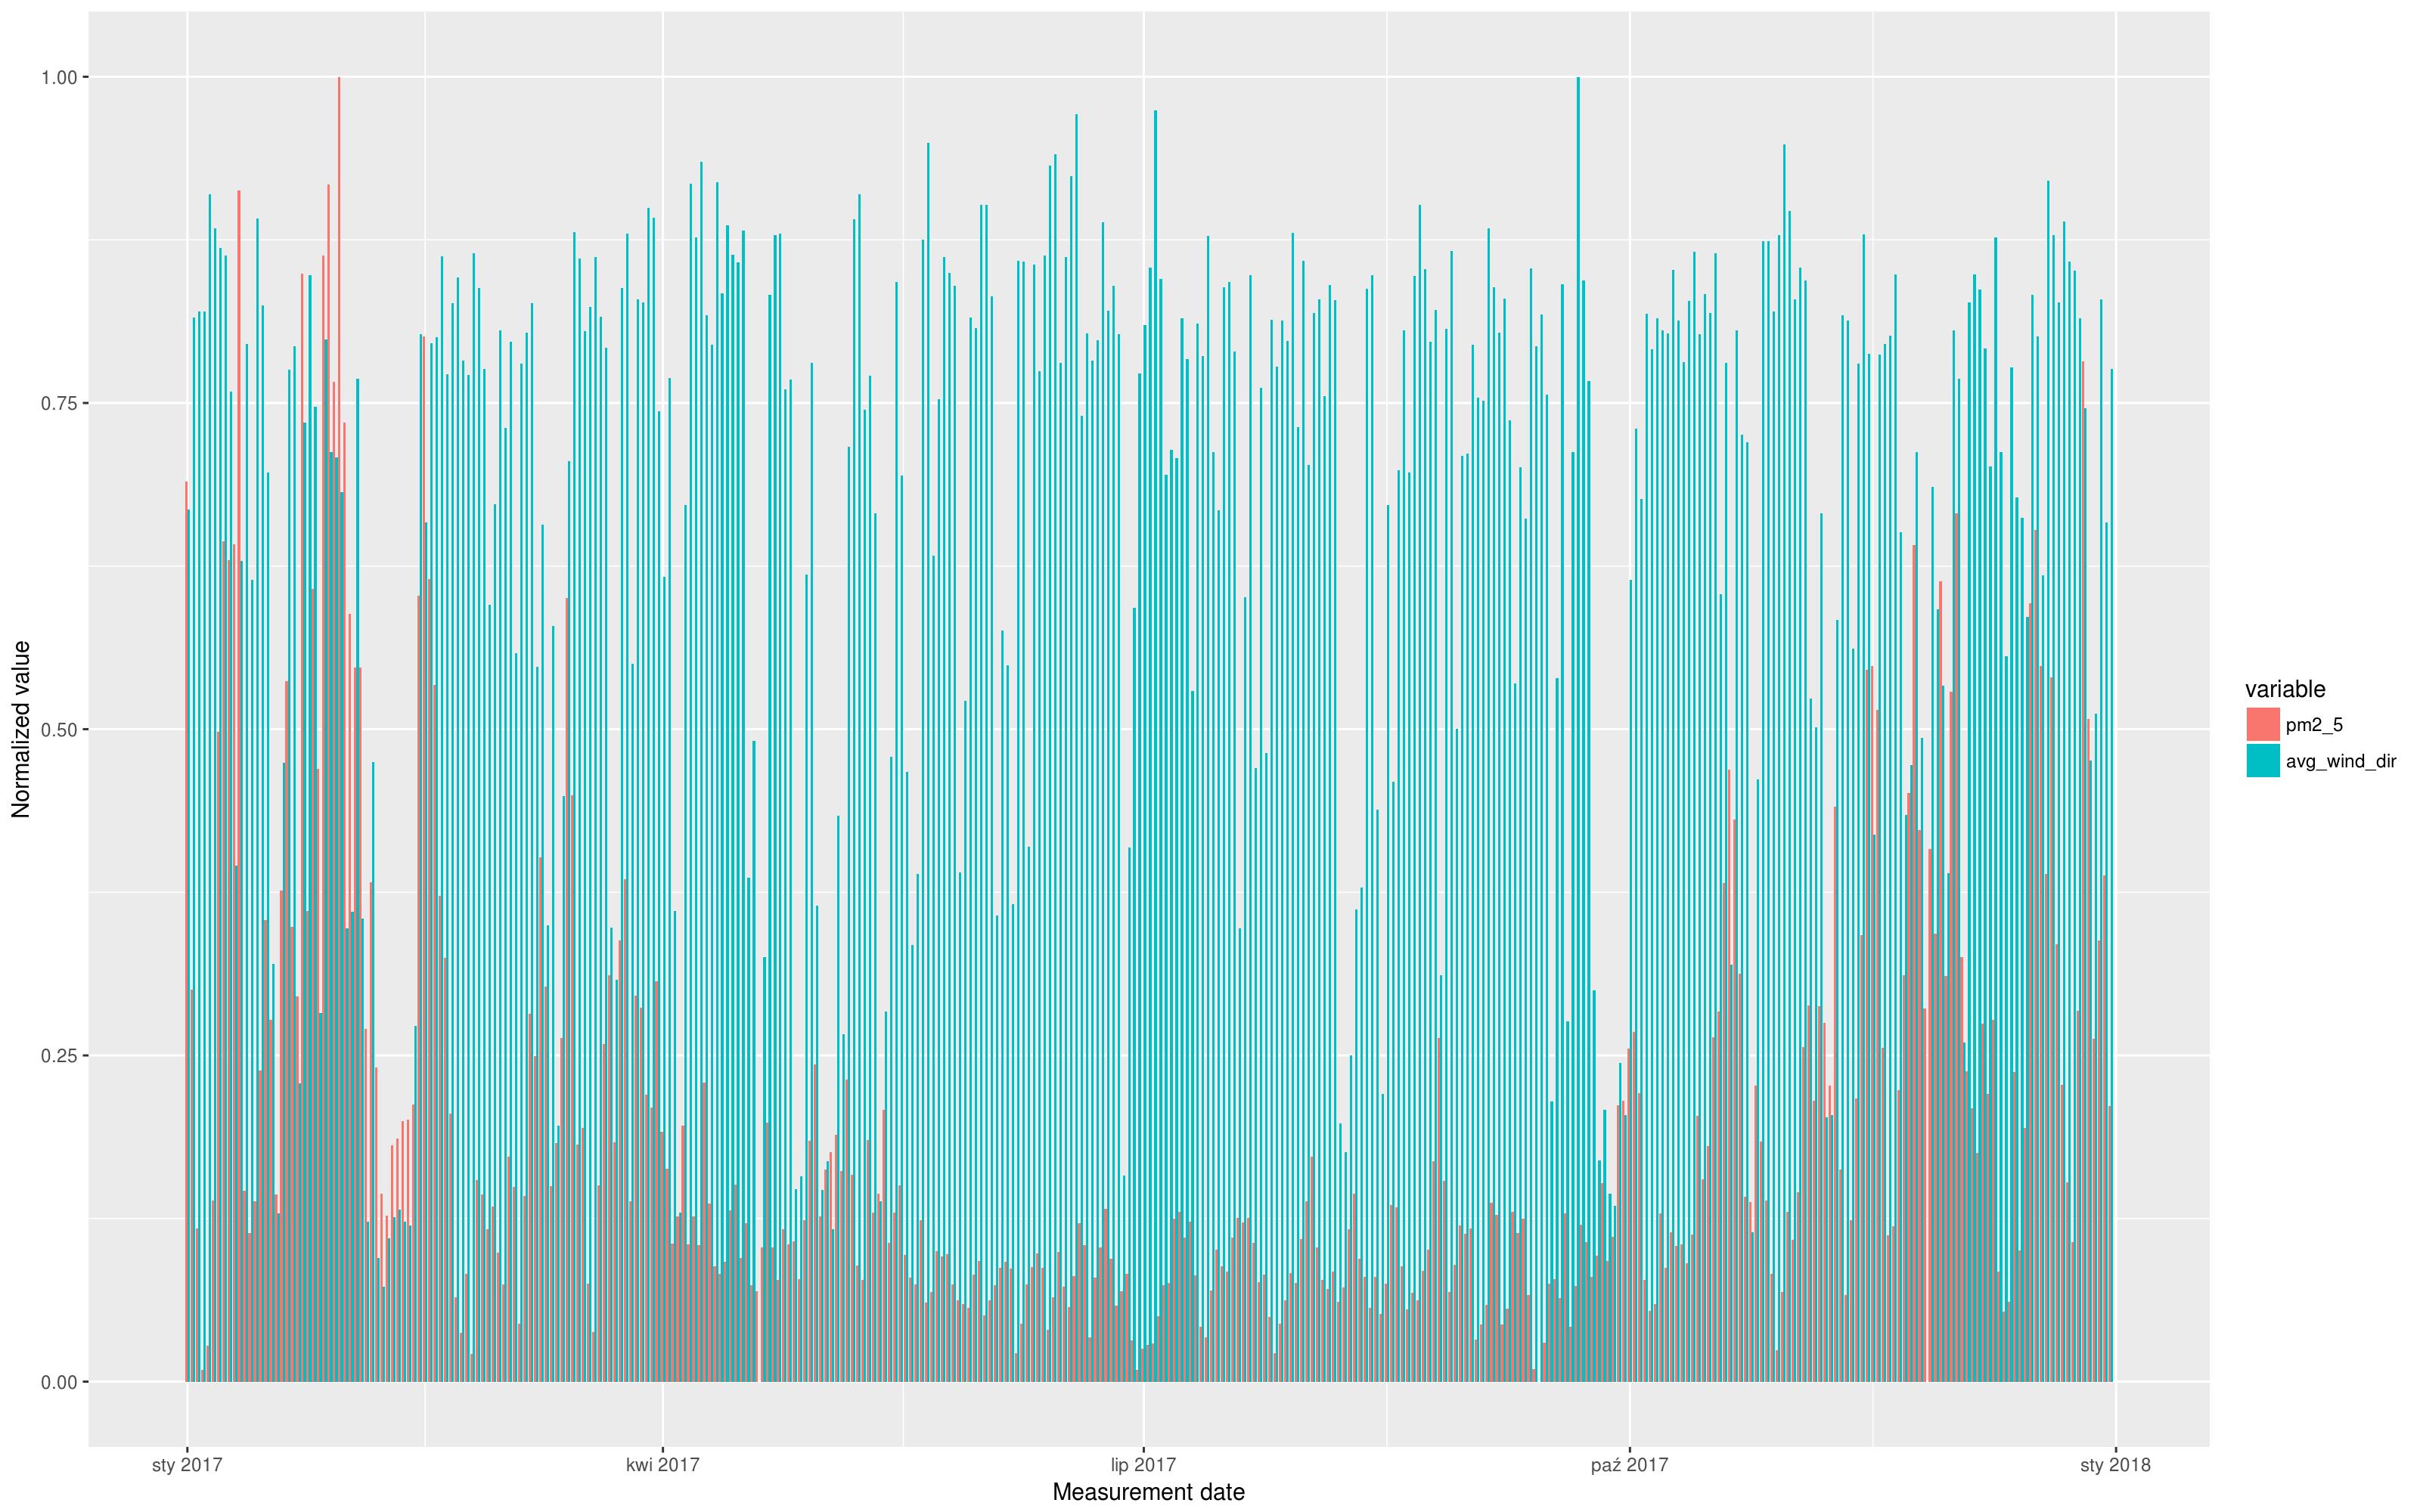 1.00
0.75
0.50
0.25
0.00
Normalized value
sty 2017
kwi 2017
lip 2017
paź 2017
sty 2018
Measurement date
variable
pm2_5
avg_wind_dir